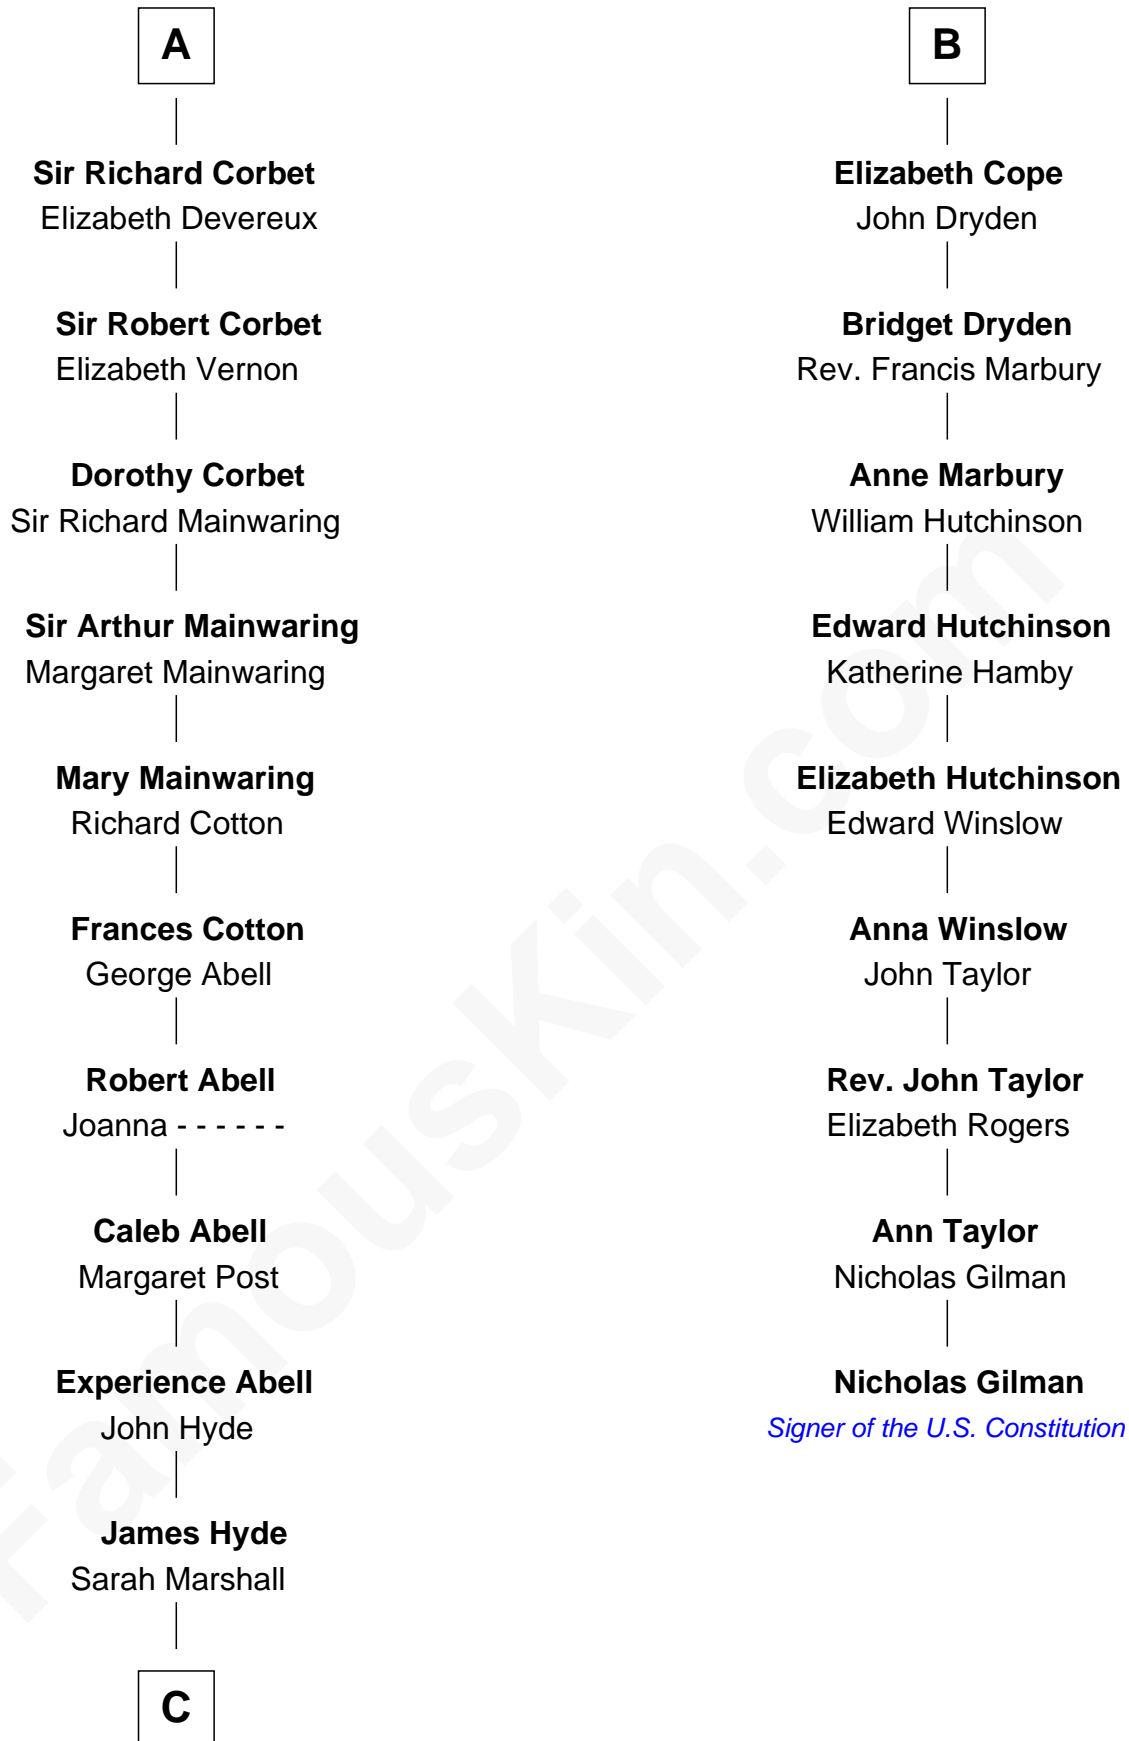 A
Sir Richard Corbet
Elizabeth Devereux
Sir Robert Corbet
Elizabeth Vernon
Dorothy Corbet
Sir Richard Mainwaring
Sir Arthur Mainwaring
Margaret Mainwaring
Mary Mainwaring
Richard Cotton
Frances Cotton
George Abell
Robert Abell
Joanna - - - - - -
Caleb Abell
Margaret Post
Experience Abell
John Hyde
James Hyde
Sarah Marshall
C
B
Elizabeth Cope
John Dryden
Bridget Dryden
Rev. Francis Marbury
Anne Marbury
William Hutchinson
Edward Hutchinson
Katherine Hamby
Elizabeth Hutchinson
Edward Winslow
Anna Winslow
John Taylor
Rev. John Taylor
Elizabeth Rogers
Ann Taylor
Nicholas Gilman
Nicholas Gilman
Signer of the U.S. Constitution
FamousKin.com